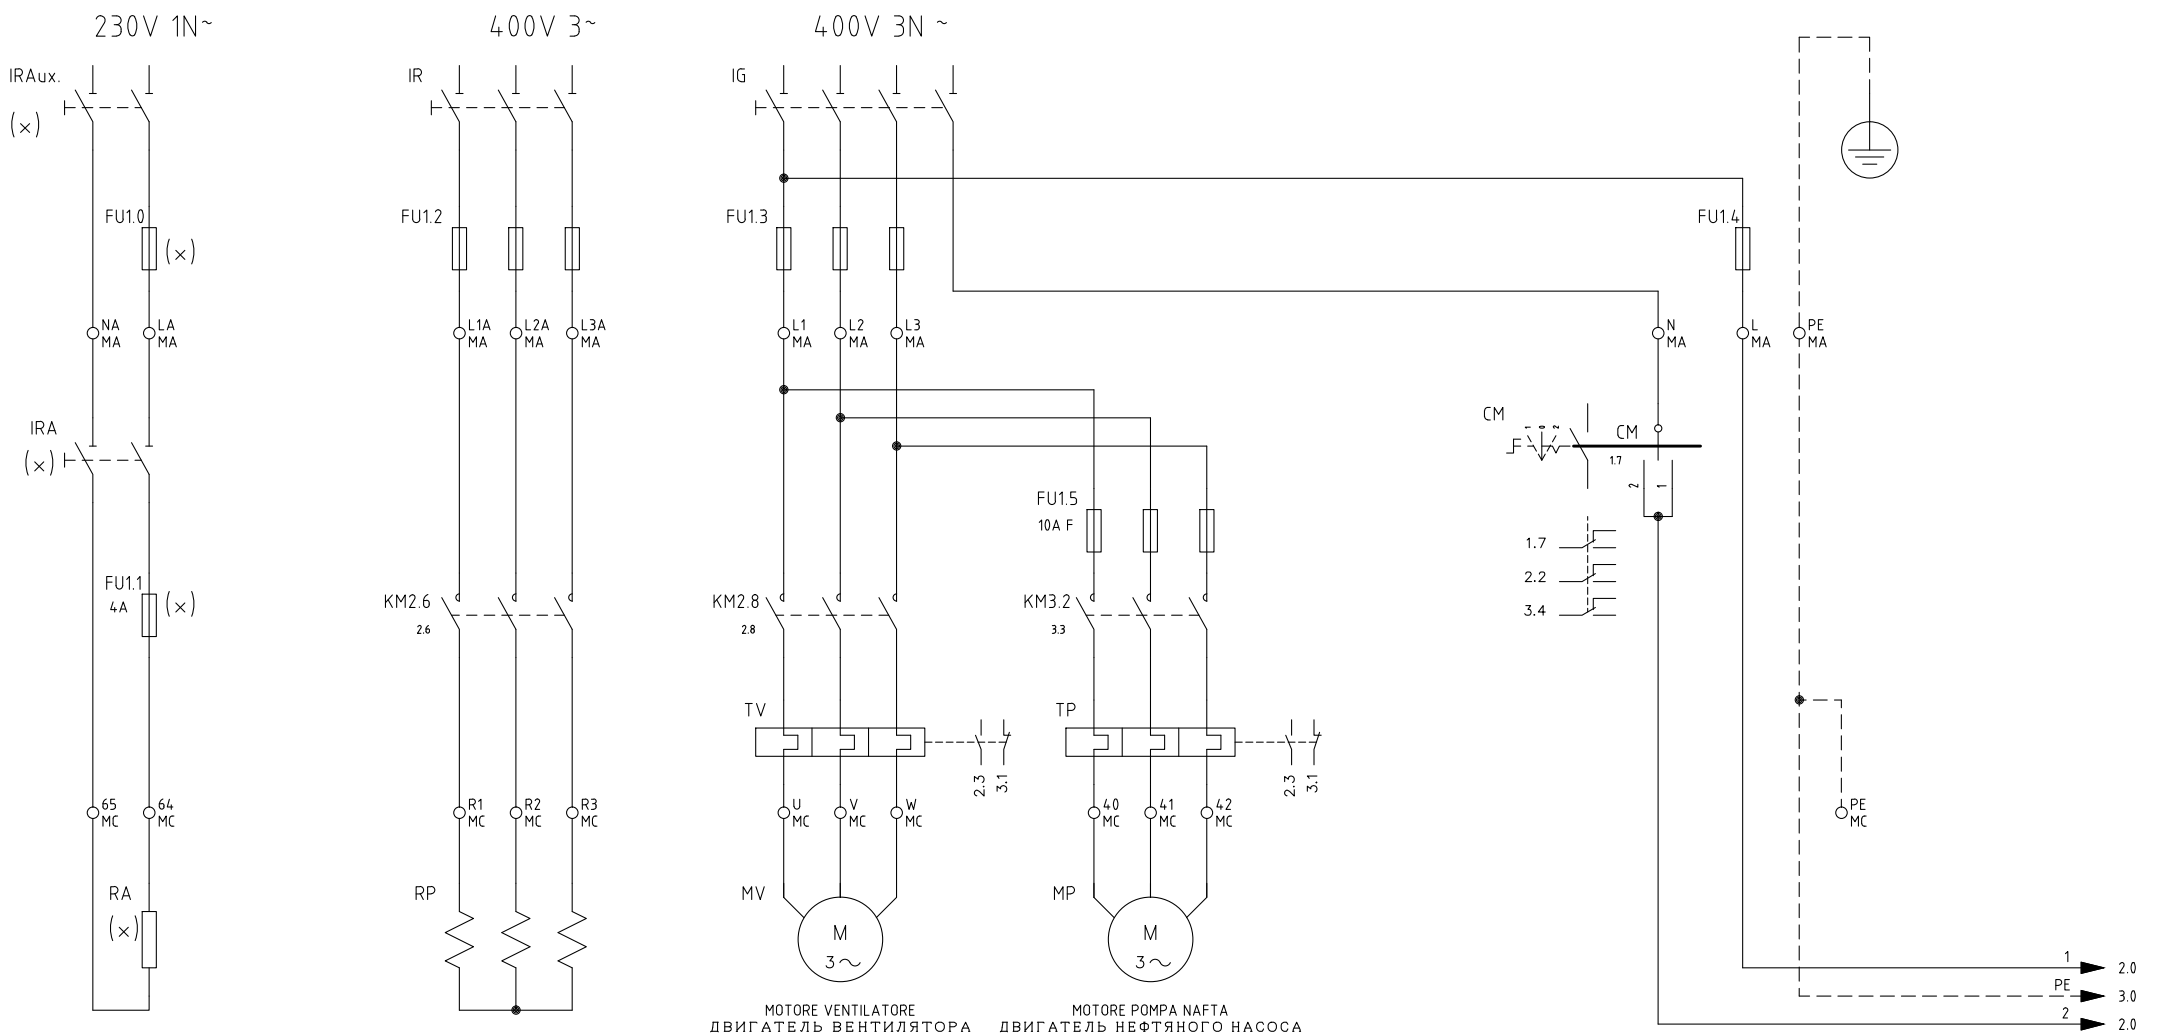 230V 1N~
400V 3~
400V 3N ~
IRAux.
IR
IG
(x)
FU1.0
FU1.2
FU1.3
FU1.4
(x)
NA
MA
LA
MA
L1A
MA
L2A
MA
L3A
MA
L1
MA
L2
MA
L3
MA
N
MA
L
MA
PE
MA
IRA
(x)
CM
1 0 2
CM
1.7
2
1
FU1.5
10A F
1.7
2.2
3.4
FU1.1
4A
(x)
KM2.6
2.6
KM2.8
2.8
KM3.2
3.3
TV
2.3
3.1
TP
2.3
3.1
65
MC
64
MC
R1
MC
R2
MC
R3
MC
U
MC
V
MC
W
MC
40
MC
41
MC
42
MC
PE
MC
RA
(x)
RP
MV
M
3~
MP
M
3~
1
2.0
PE
3.0
2
2.0
MOTORE VENTILATORE
ДВИГАТЕЛЬ ВЕНТИЛЯТОРА
MOTORE POMPA NAFTA
ДВИГАТЕЛЬ НЕФТЯНОГО НАСОСА